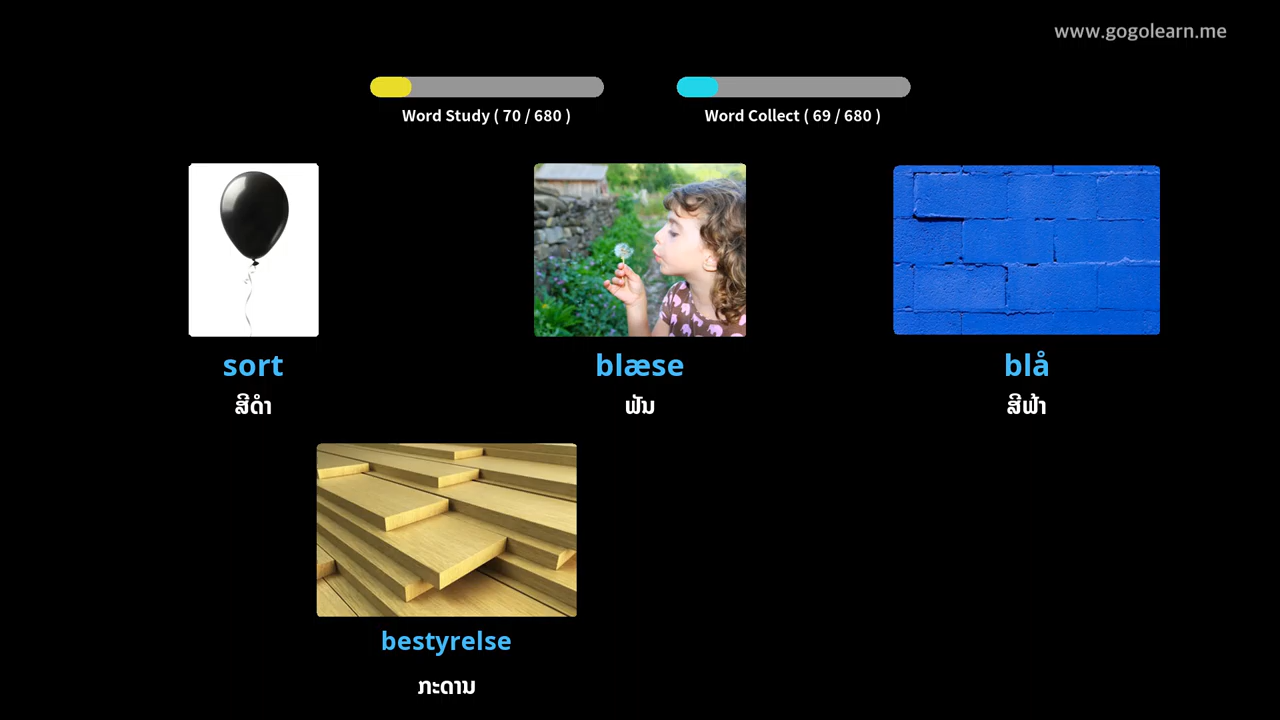 www.gogolearn.me
Word Study ( 70 / 680 )
Word Collect ( 69 / 680 )
sort
blæse
blå
ສີດຳ
ຟັນ
ສີຟ້າ
bestyrelse
ກະດານ